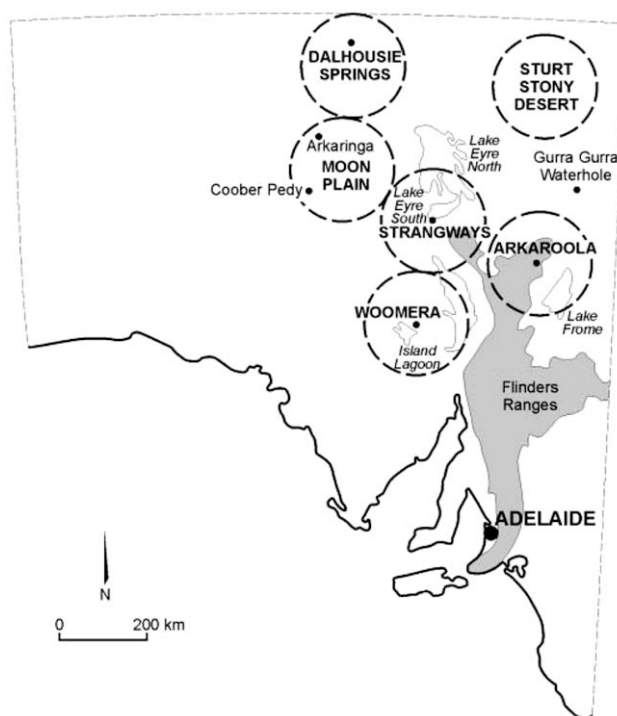 DALHOUSIE
SPRINGS
STURT
STONY
DESERT
Arkaringa
MOON
PLAIN
Coober Pedy
Lake
Eyre
North
Gurra Gurra
Waterhole
Lake
Eyre
South
STRANGWAYS
ARKAROOLA
WOOMERA
Island
Lagoon
Lake
Frome
Flinders
Ranges
ADELAIDE
N
0 200 km